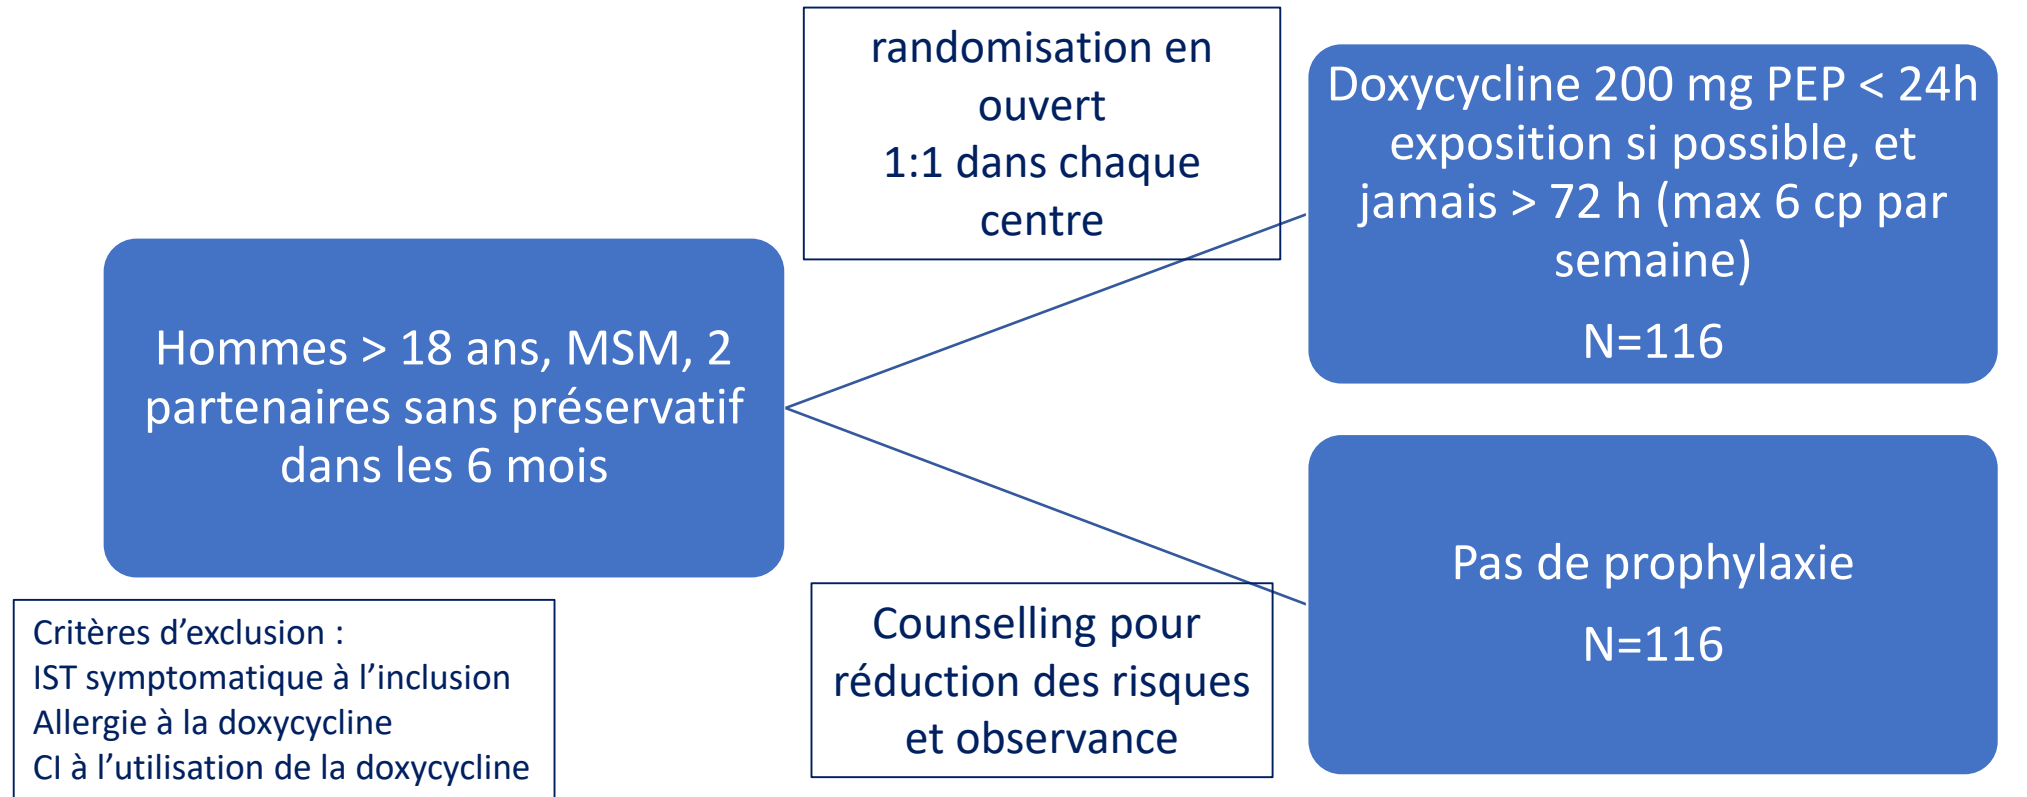 Hommes > 18 ans, MSM, 2
partenaires sans préservatif
dans les 6 mois
Critères d’exclusion :
IST symptomatique à l’inclusion
Allergie à la doxycycline
CI à l’utilisation de la doxycycline
randomisation en
ouvert
1:1 dans chaque
centre
Counselling pour
réduction des risques
et observance
Doxycycline 200 mg PEP < 24h
exposition si possible, et
jamais > 72 h (max 6 cp par
semaine)
N=116
Pas de prophylaxie
N=116